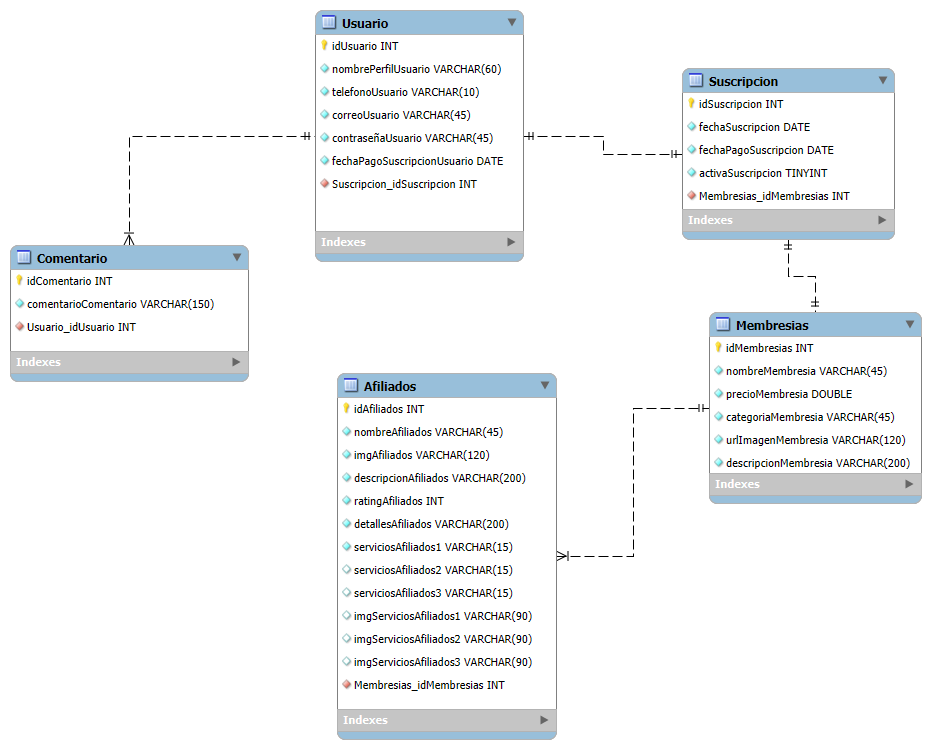 Usuario
idUsuario INT
nombrePerfilUsuario VARCHAR(60)
telefonoUsuario VARCHAR(10)
correoUsuario VARCHAR(45)
contraseñaUsuario VARCHAR(45)
fechaPagoSuscripcionUsuario DATE
Suscripcion_idSuscripcion INT
Indexes
Suscripcion
idSuscripcion INT
fechaSuscripcion DATE
fechaPagoSuscripcion DATE
activaSuscripcion TINYINT
Membresias_idMembresias INT
Indexes
Comentario
idComentario INT
comentarioComentario VARCHAR(150)
Usuario_idUsuario INT
Indexes
Membresias
idMembresias INT
nombreMembresia VARCHAR(45)
precioMembresia DOUBLE
categoriaMembresia VARCHAR(45)
urlImagenMembresia VARCHAR(120)
descripcionMembresia VARCHAR(200)
Indexes
Afiliados
idAfiliados INT
nombreAfiliados VARCHAR(45)
imgAfiliados VARCHAR(120)
descripcionAfiliados VARCHAR(200)
ratingAfiliados INT
detallesAfiliados VARCHAR(200)
serviciosAfiliados1 VARCHAR(15)
serviciosAfiliados2 VARCHAR(15)
serviciosAfiliados3 VARCHAR(15)
imgServiciosAfiliados1 VARCHAR(90)
imgServiciosAfiliados2 VARCHAR(90)
imgServiciosAfiliados3 VARCHAR(90)
Membresias_idMembresias INT
Indexes